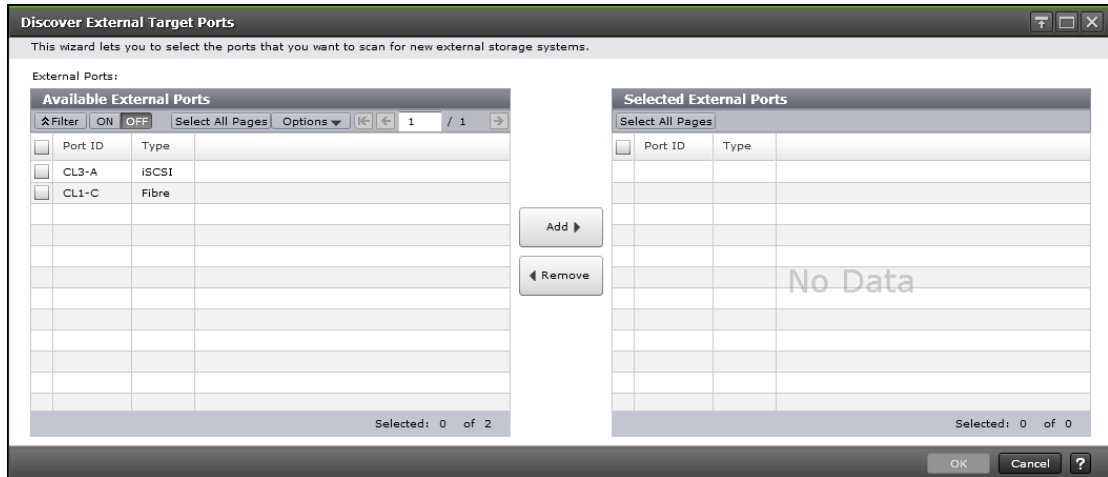 Discover External Target Ports
This wizard lets you to select the ports that you want to scan for new external storage systems.
External Ports:
Available External Ports
Filter ON OFF Select All Pages Options 1 / 1
Port ID Type
CL3-A iSCSI
CL1-C Fibre
Selected: 0 of 2
Add
Remove
Selected External Ports
Select All Pages
Port ID Type
No Data
Selected: 0 of 0
OK Cancel ?